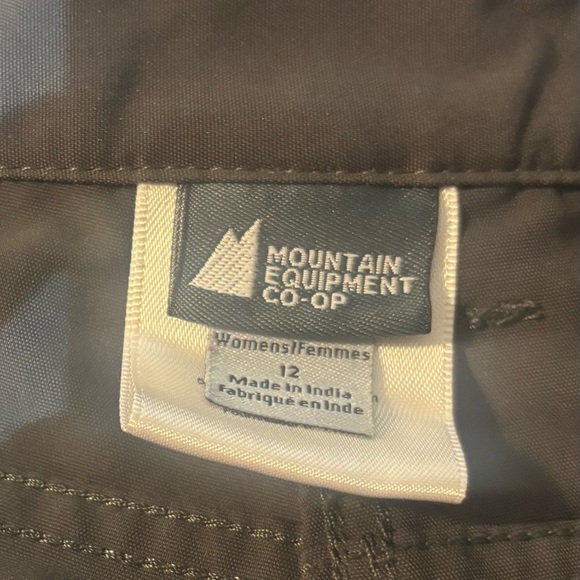 MOUNTAIN
EQUIPMENT
CO-OP
Womens/Femmes
12
Made in India
Fabriqué en Inde